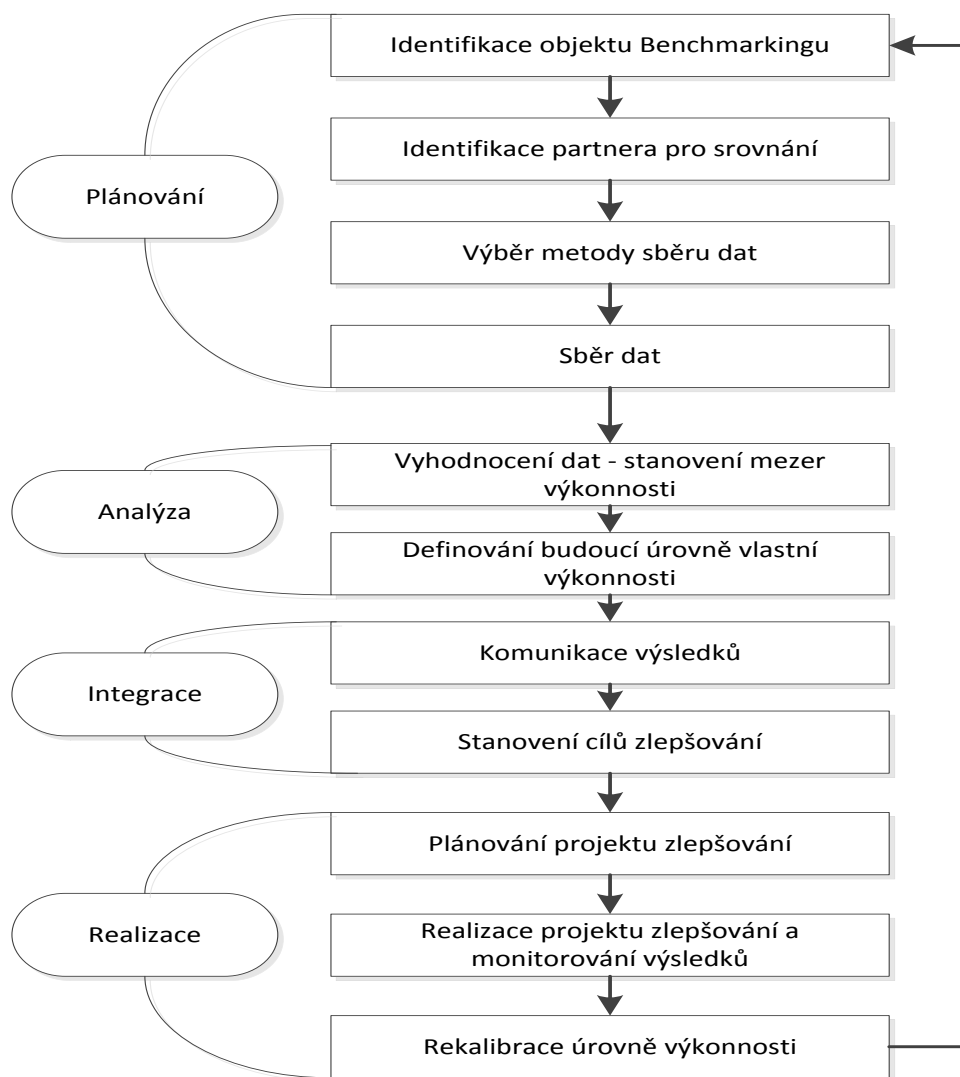 Identifikace objektu Benchmarkingu
Identifikace partnera pro srovnání
Plánování
Výběr metody sběru dat
Sběr dat
Vyhodnocení dat - stanovení mezer
výkonnosti
Analýza
Definování budoucí úrovně vlastní
výkonnosti
Komunikace výsledků
Integrace
Stanovení cílů zlepšování
Plánování projektu zlepšování
Realizace
Realizace projektu zlepšování a
monitorování výsledků
Rekalibrace úrovně výkonnosti